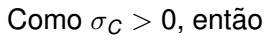 Como σ_C > 0, então